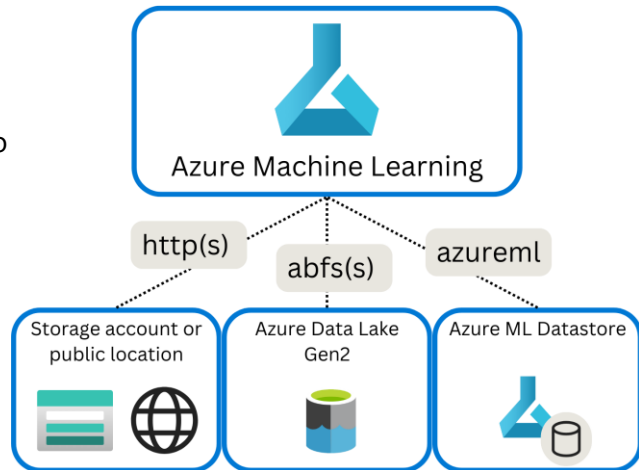 Azure Machine Learning
http(s)
abfs(s)
azureml
Storage account or
public location
Azure Data Lake
Gen2
Azure ML Datastore